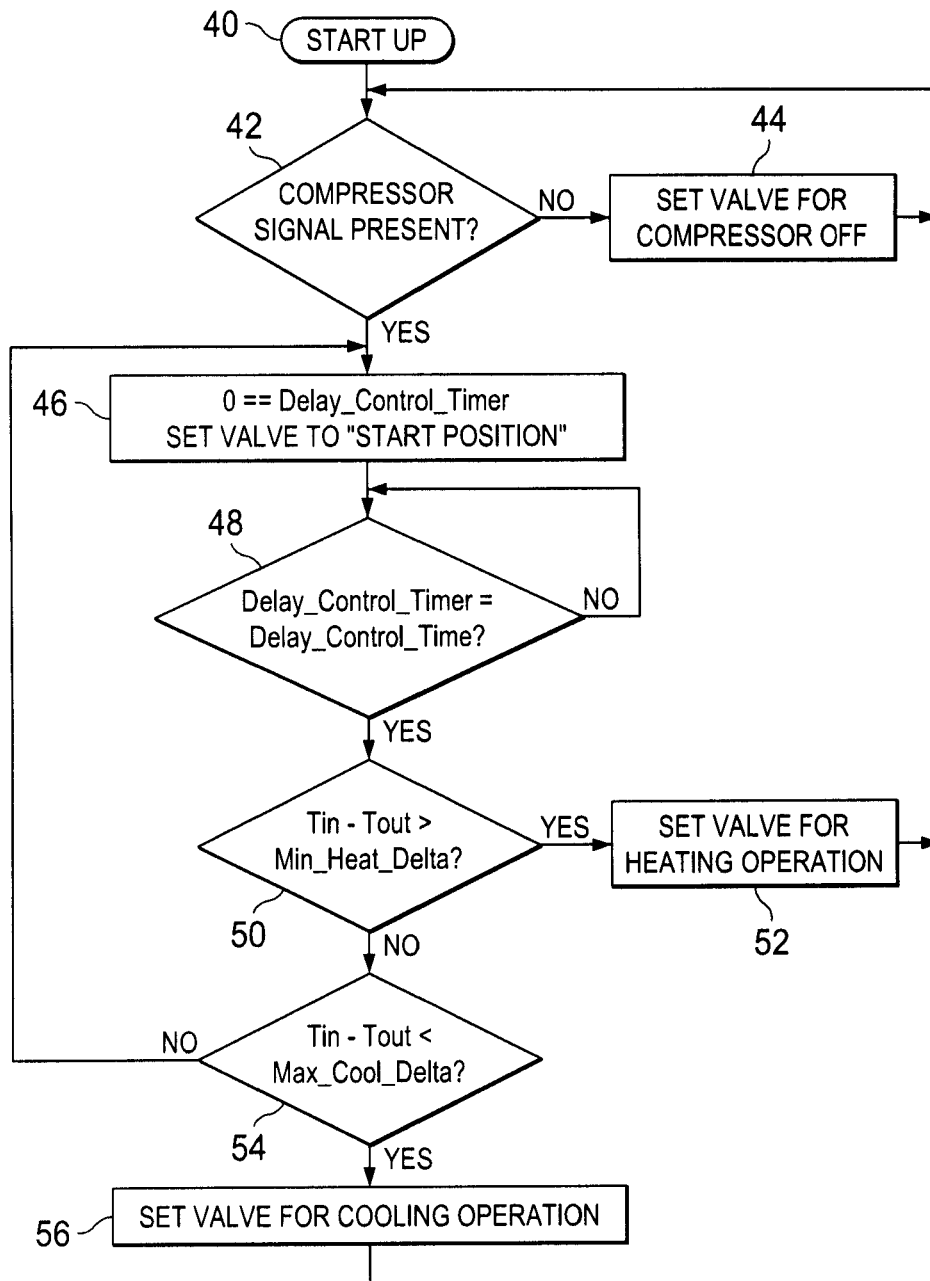 40
START UP
42
COMPRESSOR
SIGNAL PRESENT?
NO
44
SET VALVE FOR
COMPRESSOR OFF
YES
46
0 == Delay_Control_Timer
SET VALVE TO "START POSITION"
48
Delay_Control_Timer =
Delay_Control_Time?
NO
YES
Tin - Tout >
Min_Heat_Delta?
50
YES
SET VALVE FOR
HEATING OPERATION
52
NO
Tin - Tout <
Max_Cool_Delta?
NO
54
YES
56
SET VALVE FOR COOLING OPERATION